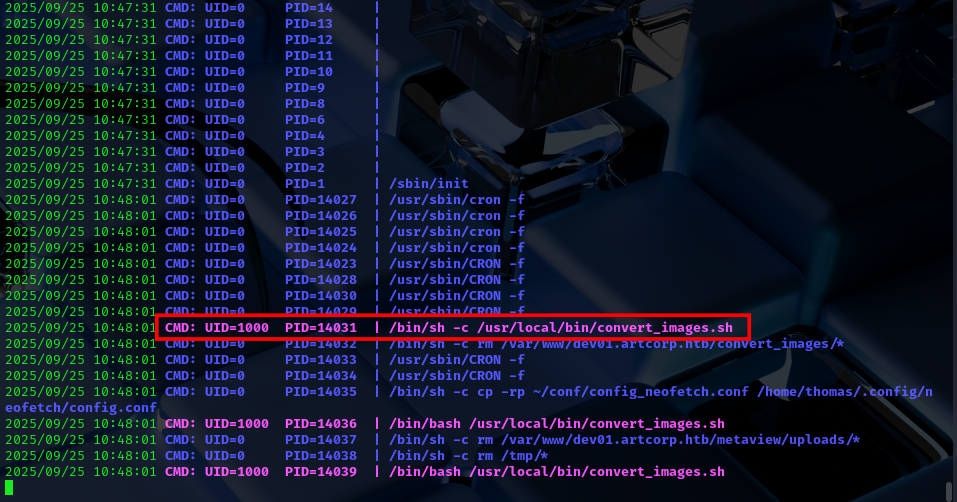 2025/09/25 10:47:31 CMD: UID=0 PID=14 |
2025/09/25 10:47:31 CMD: UID=0 PID=13 |
2025/09/25 10:47:31 CMD: UID=0 PID=12 |
2025/09/25 10:47:31 CMD: UID=0 PID=11 |
2025/09/25 10:47:31 CMD: UID=0 PID=10 |
2025/09/25 10:47:31 CMD: UID=0 PID=9 |
2025/09/25 10:47:31 CMD: UID=0 PID=8 |
2025/09/25 10:47:31 CMD: UID=0 PID=6 |
2025/09/25 10:47:31 CMD: UID=0 PID=4 |
2025/09/25 10:47:31 CMD: UID=0 PID=3 |
2025/09/25 10:47:31 CMD: UID=0 PID=2 |
2025/09/25 10:47:31 CMD: UID=0 PID=1 | /sbin/init
2025/09/25 10:48:01 CMD: UID=0 PID=14027 | /usr/sbin/cron -f
2025/09/25 10:48:01 CMD: UID=0 PID=14026 | /usr/sbin/cron -f
2025/09/25 10:48:01 CMD: UID=0 PID=14025 | /usr/sbin/cron -f
2025/09/25 10:48:01 CMD: UID=0 PID=14024 | /usr/sbin/cron -f
2025/09/25 10:48:01 CMD: UID=0 PID=14023 | /usr/sbin/CRON -f
2025/09/25 10:48:01 CMD: UID=0 PID=14028 | /usr/sbin/CRON -f
2025/09/25 10:48:01 CMD: UID=0 PID=14030 | /usr/sbin/CRON -f
2025/09/25 10:48:01 CMD: UID=0 PID=14029 | /usr/sbin/CRON -f
2025/09/25 10:48:01 CMD: UID=1000 PID=14031 | /bin/sh -c /usr/local/bin/convert_images.sh
2025/09/25 10:48:01 CMD: UID=0 PID=14032 | /bin/sh -c rm /var/www/dev01.artcorp.htb/convert_images/*
2025/09/25 10:48:01 CMD: UID=0 PID=14033 | /usr/sbin/CRON -f
2025/09/25 10:48:01 CMD: UID=0 PID=14034 | /usr/sbin/CRON -f
2025/09/25 10:48:01 CMD: UID=0 PID=14035 | /bin/sh -c cp -rp ~/conf/config_neofetch.conf /home/thomas/.config/n
eofetch/config.conf
2025/09/25 10:48:01 CMD: UID=1000 PID=14036 | /bin/bash /usr/local/bin/convert_images.sh
2025/09/25 10:48:01 CMD: UID=0 PID=14037 | /bin/sh -c rm /var/www/dev01.artcorp.htb/metaview/uploads/*
2025/09/25 10:48:01 CMD: UID=0 PID=14038 | /bin/sh -c rm /tmp/*
2025/09/25 10:48:01 CMD: UID=1000 PID=14039 | /bin/bash /usr/local/bin/convert_images.sh